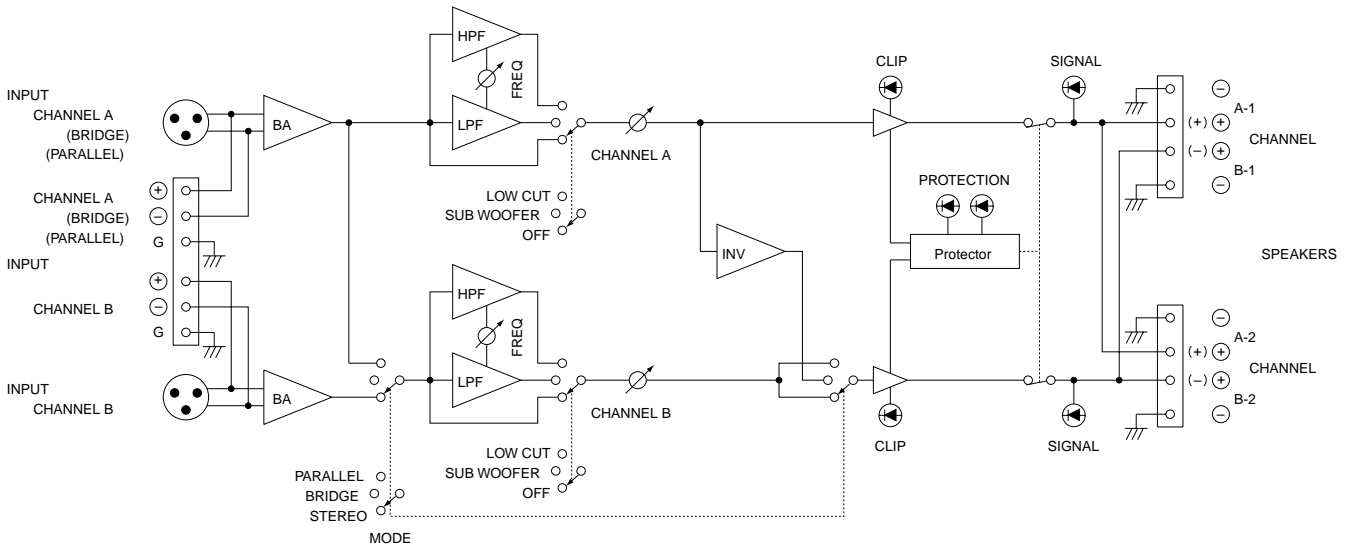 HPF
FREQ
LPF
CLIP
SIGNAL
INPUT
CHANNEL A
(BRIDGE)
(PARALLEL)
BA
CHANNEL A
A-1
(+) +
CHANNEL
(−) +
B-1
−
−
+
CHANNEL A
(BRIDGE)
−
(PARALLEL)
G
LOW CUT
SUB WOOFER
OFF
PROTECTION
Protector
INV
SPEAKERS
INPUT
+
CHANNEL B
−
G
HPF
FREQ
LPF
INPUT
CHANNEL B
BA
CHANNEL B
CLIP
SIGNAL
−
A-2
(+) +
CHANNEL
(−) +
B-2
−
LOW CUT
SUB WOOFER
OFF
PARALLEL
BRIDGE
STEREO
MODE